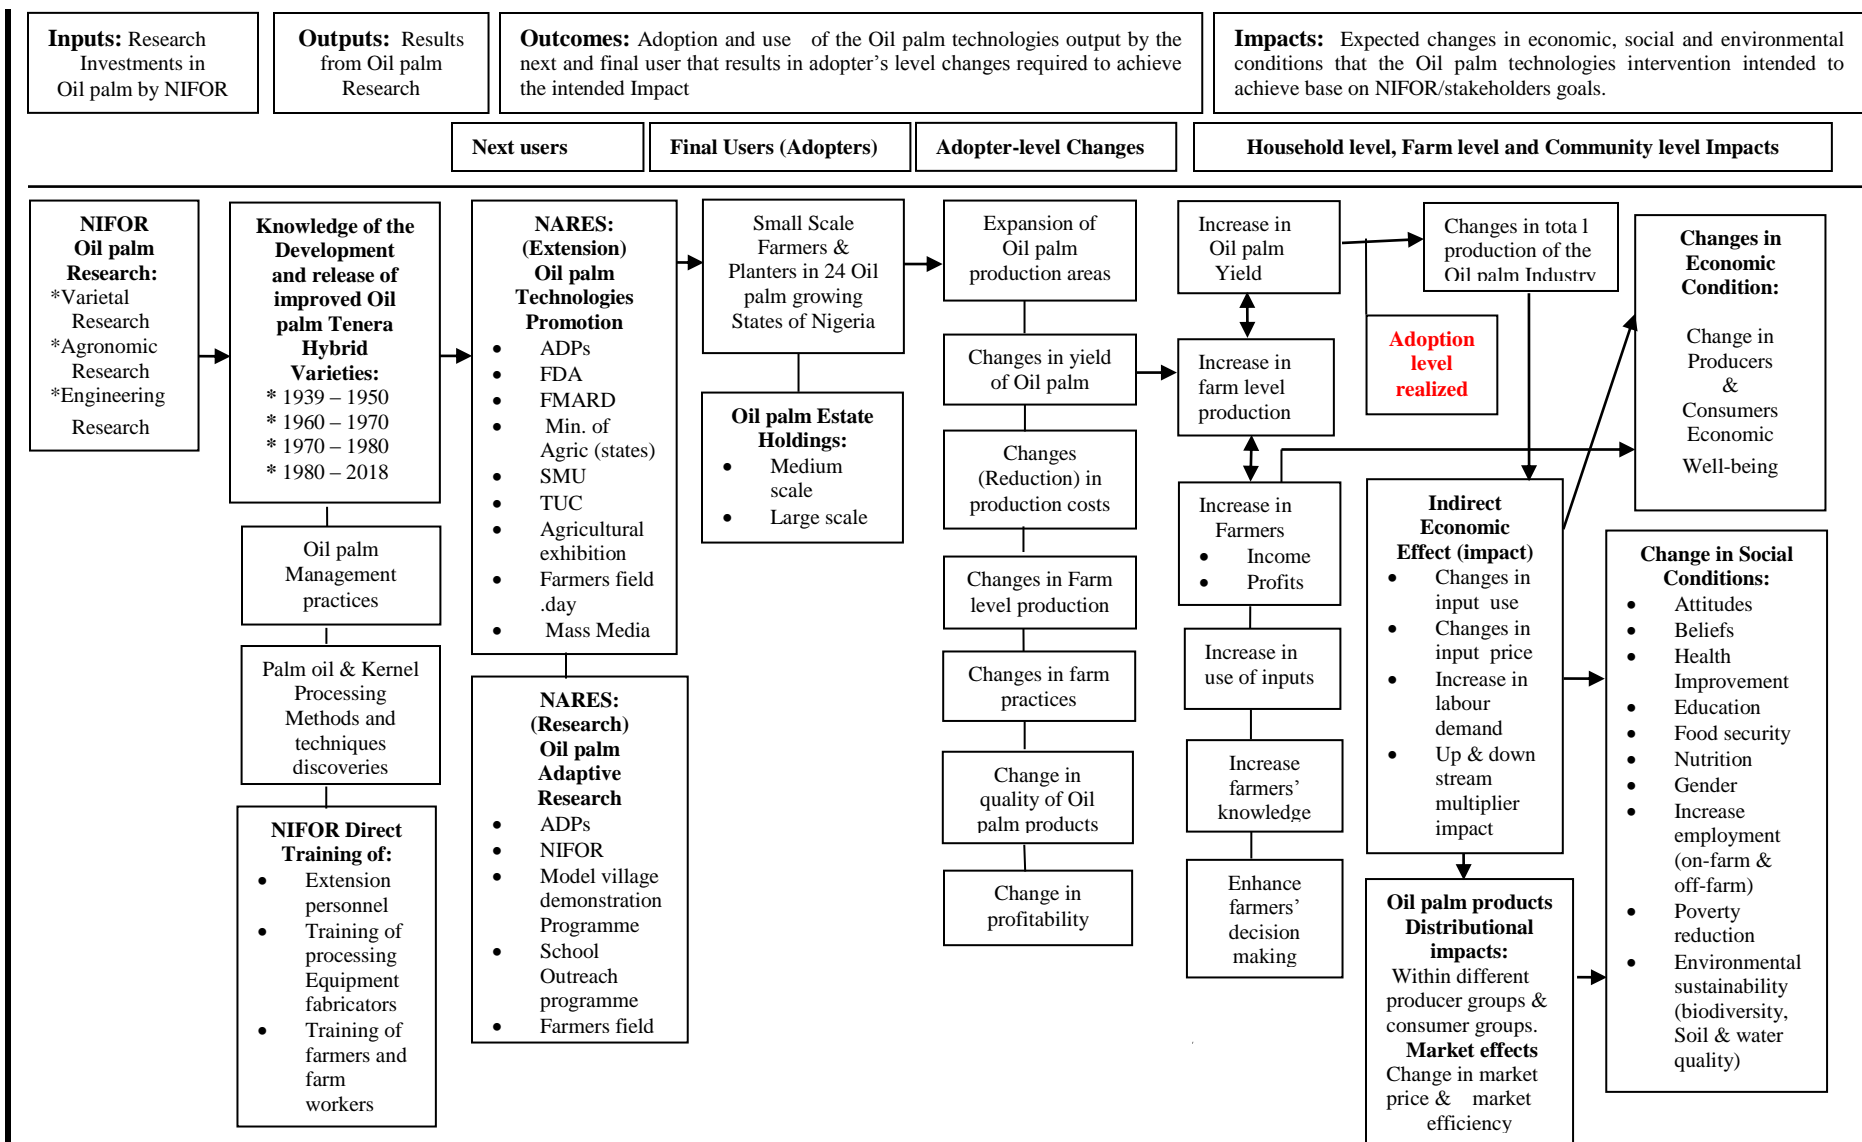 Inputs: Research
Investments in
Oil palm by NIFOR
Outputs: Results
from Oil palm
Research
Outcomes: Adoption and use of the Oil palm technologies output by the
next and final user that results in adopter's level changes required to achieve
the intended Impact
Impacts: Expected changes in economic, social and environmental
conditions that the Oil palm technologies intervention intended to
achieve base on NIFOR/stakeholders goals.
Next users
Final Users (Adopters)
Adopter-level Changes
Household level, Farm level and Community level Impacts
NIFOR
Oil palm
Research:
*Varietal
Research
*Agronomic
Research
*Engineering
Research
Knowledge of the
Development
and release of
improved Oil
palm Tenera
Hybrid
Varieties:
* 1939 – 1950
* 1960 – 1970
* 1970 – 1980
* 1980 – 2018
Oil palm
Management
practices
Palm oil & Kernel
Processing
Methods and
techniques
discoveries
NIFOR Direct
Training of:
• Extension
personnel
• Training of
processing
Equipment
fabricators
• Training of
farmers and
farm
workers
NARES:
(Extension)
Oil palm
Technologies
Promotion
• ADPs
• FDA
• FMARD
• Min. of
Agric (states)
• SMU
• TUC
• Agricultural
exhibition
• Farmers field
.day
• Mass Media
NARES:
(Research)
Oil palm
Adaptive
Research
• ADPs
• NIFOR
• Model village
demonstration
Programme
• School
Outreach
programme
• Farmers field
Small Scale
Farmers &
Planters in 24 Oil
palm growing
States of Nigeria
Oil palm Estate
Holdings:
• Medium
scale
• Large scale
Expansion of
Oil palm
production areas
Changes in yield
of Oil palm
Changes
(Reduction) in
production costs
Changes in Farm
level production
Changes in farm
practices
Change in
quality of Oil
palm products
Change in
profitability
Increase in
Oil palm
Yield
Increase in
farm level
production
Increase in
Farmers
• Income
• Profits
Increase in
use of inputs
Increase
farmers'
knowledge
Enhance
farmers'
decision
making
Changes in tota l
production of the
Oil palm Industry
Adoption
level
realized
Indirect
Economic
Effect (impact)
• Changes in
input use
• Changes in
input price
• Increase in
labour
demand
• Up & down
stream
multiplier
impact
Oil palm products
Distributional
impacts:
Within different
producer groups &
consumer groups.
Market effects
Change in market
price & market
efficiency
Changes in
Economic
Condition:
Change in
Producers
&
Consumers
Economic
Well-being
Change in Social
Conditions:
• Attitudes
• Beliefs
• Health
Improvement
• Education
• Food security
• Nutrition
• Gender
• Increase
employment
(on-farm &
off-farm)
• Poverty
reduction
• Environmental
sustainability
(biodiversity,
Soil & water
quality)